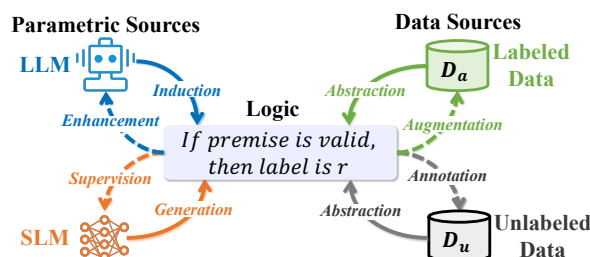 Parametric Sources
Data Sources
LLM
Induction
Enhancement
Logic
Abstraction
D_a
Labeled
Data
Augmentation
If premise is valid,
then label is r
Supervision
Generation
SLM
Annotation
Abstraction
D_u
Unlabeled
Data